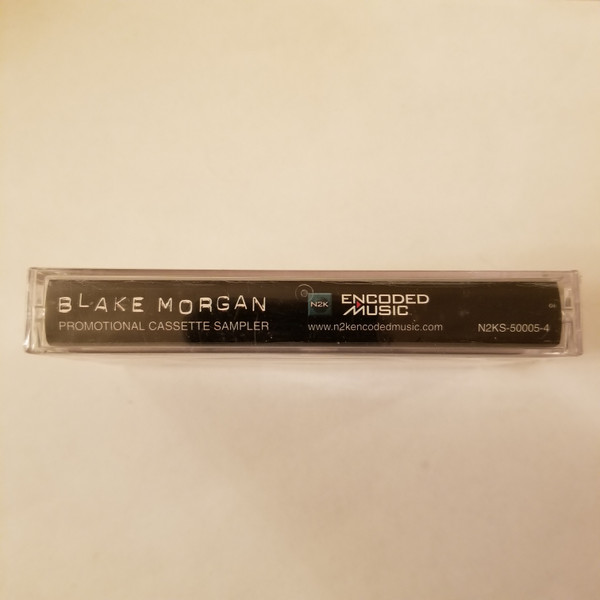 BLAKE MORGAN
PROMOTIONAL CASSETTE SAMPLER
N2K
ENCODED
MUSIC
www.n2kencodedmusic.com
N2KS-50005-4